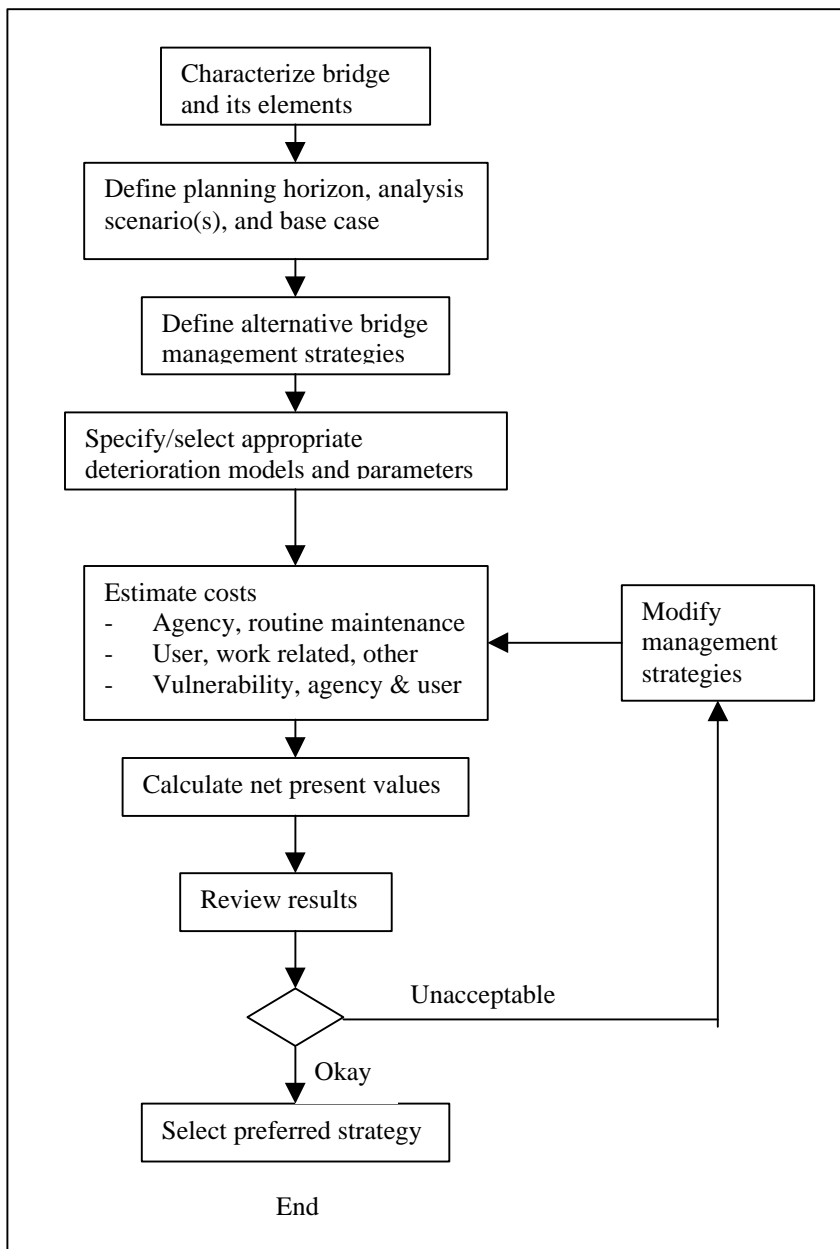 Characterize bridge
and its elements
Define planning horizon, analysis
scenario(s), and base case
Define alternative bridge
management strategies
Specify/select appropriate
deterioration models and parameters
Estimate costs
- Agency, routine maintenance
- User, work related, other
- Vulnerability, agency & user
Modify
management
strategies
Calculate net present values
Review results
Unacceptable
Okay
Select preferred strategy
End